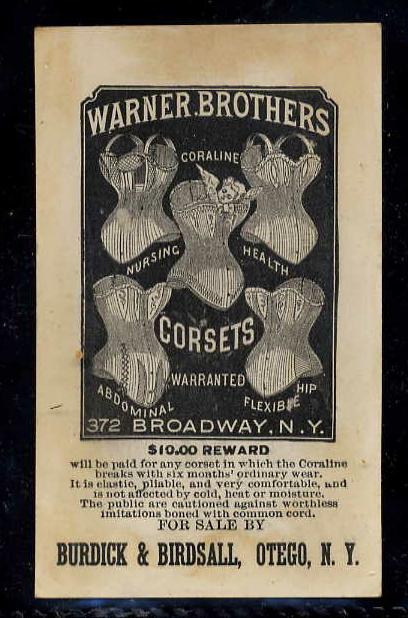 WARNER BROTHERS
CORALINE
NURSING
HEALTH
CORSETS
WARRANTED
ABDOMINAL
FLEXIBLE HIP
372 BROADWAY, N.Y.
$10.00 REWARD
will be paid for any corset in which the Coraline
breaks with six months' ordinary wear.
It is elastic, pliable, and very comfortable, and
is not affected by cold, heat or moisture.
The public are cautioned against worthless
imitations boned with common cord.
FOR SALE BY
BURDICK & BIRDSALL, OTEGO, N. Y.